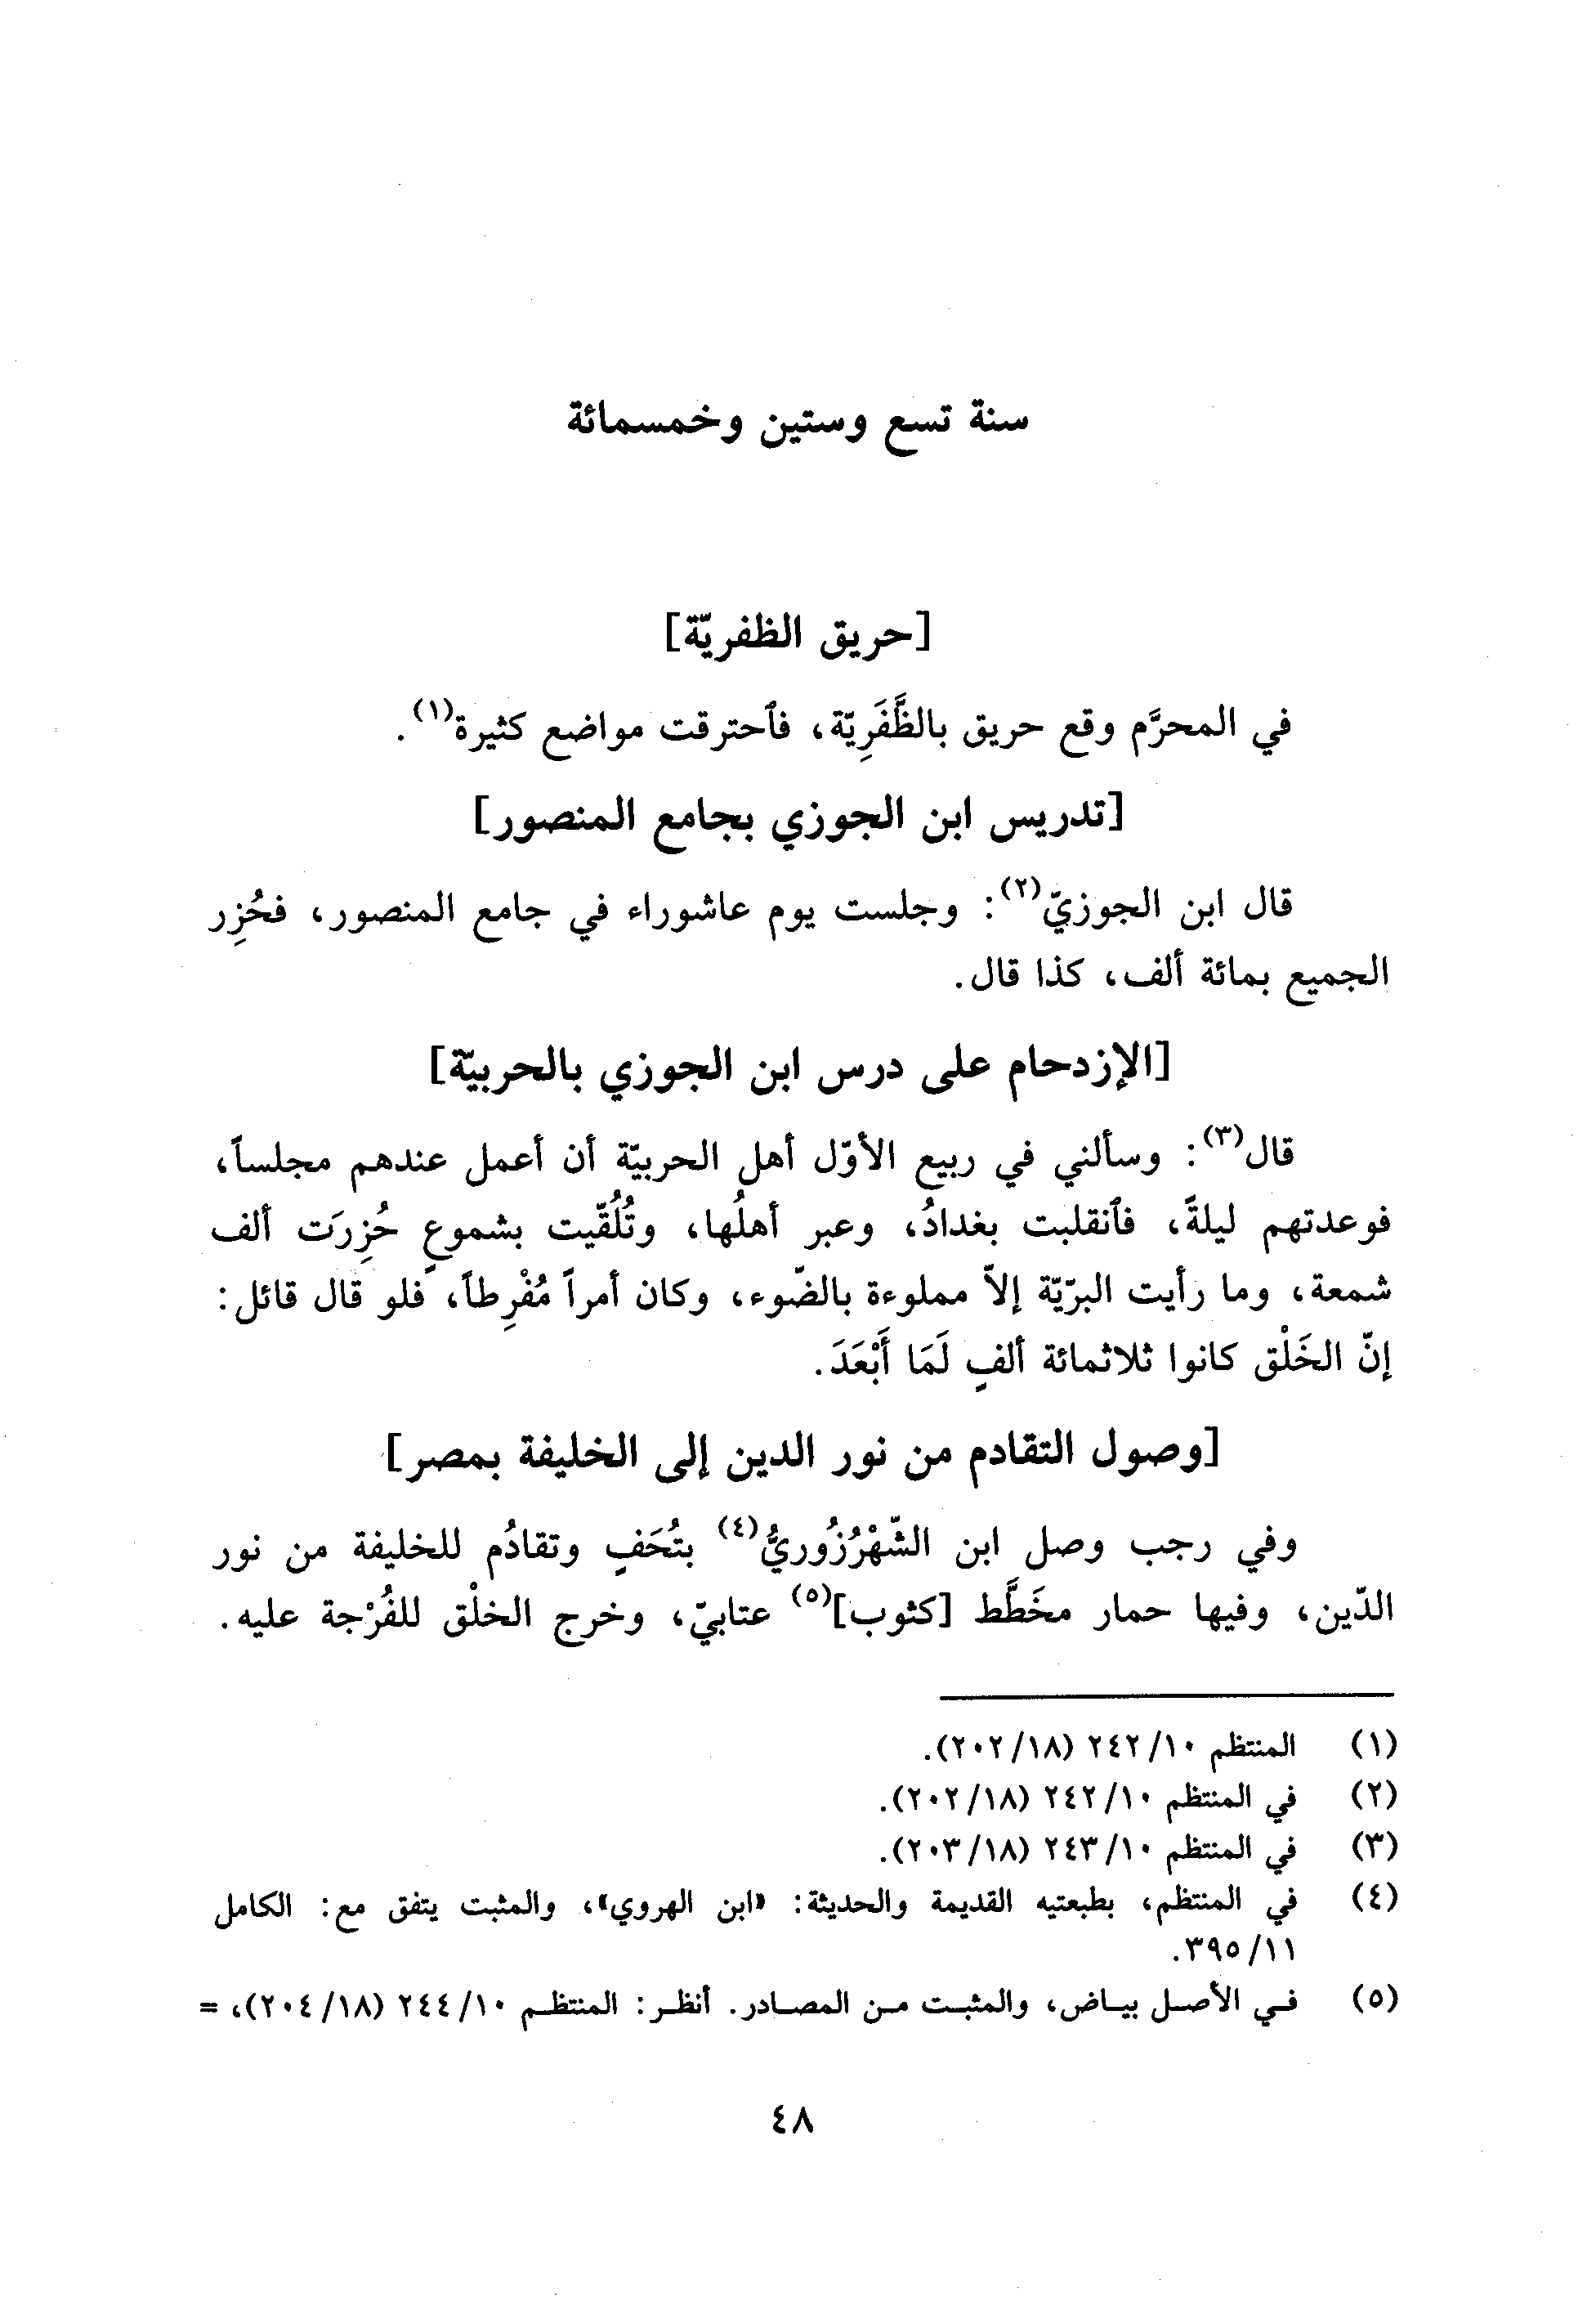 سنة تسع وستين وخمسمائة
[حريق الظفريّة]
في المحرَّم وقع حريق بالظَّفَرِيّة، فٱحترقت مواضع كثيرة(١).
[تدريس ابن الجوزي بجامع المنصور]
قال ابن الجوزيّ(٢): وجلست يوم عاشوراء في جامع المنصور، فحُزِر
الجميع بمائة ألف، كذا قال.
[الإزدحام على درس ابن الجوزي بالحربيّة]
قال(٣): وسألني في ربيع الأوّل أهل الحربيّة أن أعمل عندهم مجلساً،
فوعدتهم ليلةً، فٱنقلبت بغدادُ، وعبر أهلُها، وتُلُقّيت بشموعٍ حُزِرَت ألف
شمعة، وما رأيت البرّيّة إلاّ مملوءة بالضّوء، وكان أمراً مُفْرِطاً، فلو قال قائل:
إنّ الخَلْق كانوا ثلاثمائة ألفٍ لَمَا أَبْعَدَ.
[وصول التقادم من نور الدين إلى الخليفة بمصر]
وفي رجب وصل ابن الشّهْرُزُوريُّ(٤) بتُحَفٍ وتقادُم للخليفة من نور
الدّين، وفيها حمار مخَطَّط [كثوب](٥) عتابيّ، وخرج الخلْق للفُرْجة عليه.
(١) المنتظم ٢٤٢/١٠ (٢٠٢/١٨).
(٢) في المنتظم ٢٤٢/١٠ (٢٠٢/١٨).
(٣) في المنتظم ٢٤٣/١٠ (٢٠٣/١٨).
(٤) في المنتظم، بطبعتيه القديمة والحديثة: «ابن الهروي»، والمثبت يتفق مع: الكامل
٣٩٥/١١.
(٥) في الأصل بياض، والمثبت من المصادر. أنظر: المنتظم ٢٤٤/١٠ (٢٠٤/١٨)، =
٤٨